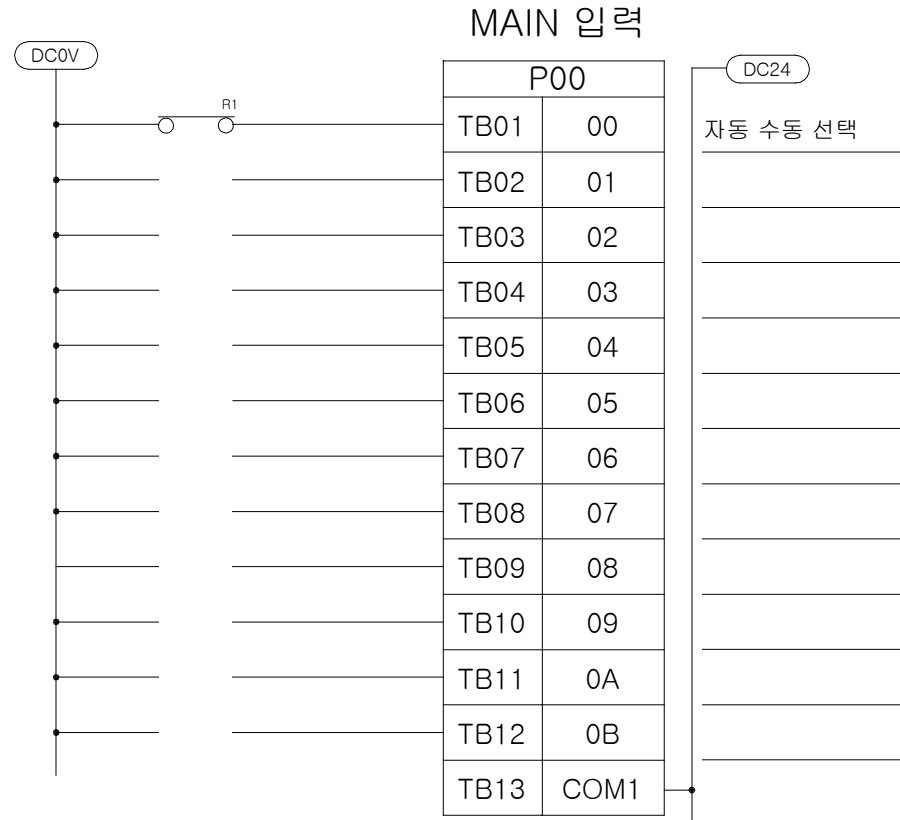 MAIN 입력
DC0V
P00
DC24
R1
TB01 00 자동 수동 선택
TB02 01
TB03 02
TB04 03
TB05 04
TB06 05
TB07 06
TB08 07
TB09 08
TB10 09
TB11 0A
TB12 0B
TB13 COM1